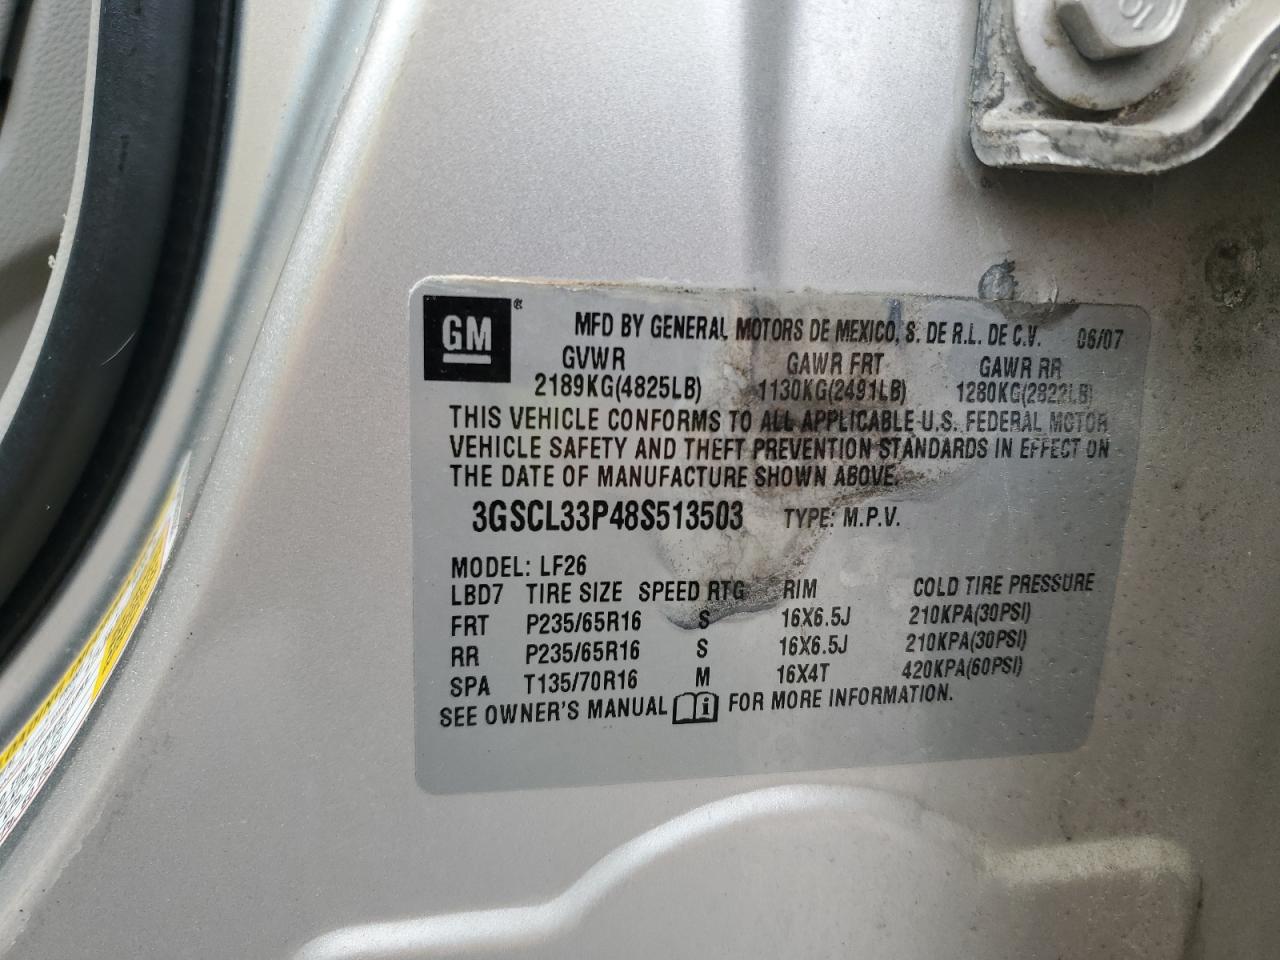 GM ®
MFD BY GENERAL MOTORS DE MEXICO, S. DE R.L. DE C.V. 06/07
GVWR GAWR FRT GAWR RR
2189KG(4825LB) 1130KG(2491LB) 1280KG(2822LB)
THIS VEHICLE CONFORMS TO ALL APPLICABLE U.S. FEDERAL MOTOR
VEHICLE SAFETY AND THEFT PREVENTION STANDARDS IN EFFECT ON
THE DATE OF MANUFACTURE SHOWN ABOVE.
3GSCL33P48S513503 TYPE: M.P.V.
MODEL: LF26
LBD7 TIRE SIZE SPEED RTG RIM COLD TIRE PRESSURE
FRT P235/65R16 S 16X6.5J 210KPA(30PSI)
RR P235/65R16 S 16X6.5J 210KPA(30PSI)
SPA T135/70R16 M 16X4T 420KPA(60PSI)
SEE OWNER'S MANUAL i FOR MORE INFORMATION.